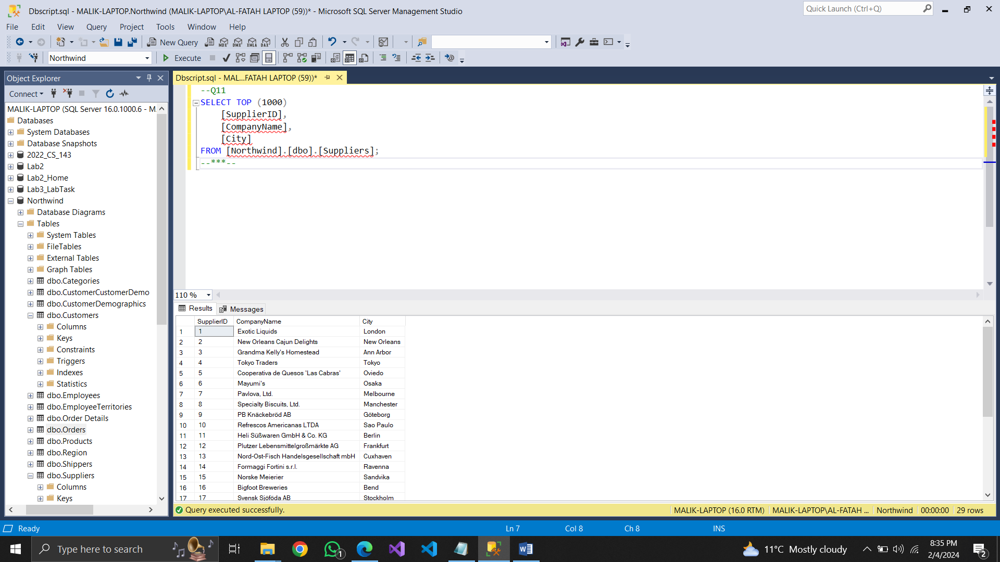 Dbscript.sql - MALIK-LAPTOP.Northwind (MALIK-LAPTOP\AL-FATAH LAPTOP (59))* - Microsoft SQL Server Management Studio
Quick Launch (Ctrl+Q)
File Edit View Query Project Tools Window Help
New Query
MDX DMX XMLA DAX
Northwind
Execute
Object Explorer
Dbscript.sql - MAL...FATAH LAPTOP (59))*
Connect
MALIK-LAPTOP (SQL Server 16.0.1000.6 - M
Databases
System Databases
Database Snapshots
2022_CS_143
Lab2
Lab2_Home
Lab3_LabTask
Northwind
Database Diagrams
Tables
System Tables
FileTables
External Tables
Graph Tables
dbo.Categories
dbo.CustomerCustomerDemo
dbo.CustomerDemographics
dbo.Customers
Columns
Keys
Constraints
Triggers
Indexes
Statistics
dbo.Employees
dbo.EmployeeTerritories
dbo.Order Details
dbo.Orders
dbo.Products
dbo.Region
dbo.Shippers
dbo.Suppliers
Columns
Keys
--Q11
SELECT TOP (1000)
[SupplierID],
[CompanyName],
[City]
FROM [Northwind].[dbo].[Suppliers];
--***--
110 %
Results Messages
SupplierID CompanyName City
1 1 Exotic Liquids London
2 2 New Orleans Cajun Delights New Orleans
3 3 Grandma Kelly's Homestead Ann Arbor
4 4 Tokyo Traders Tokyo
5 5 Cooperativa de Quesos 'Las Cabras' Oviedo
6 6 Mayumi's Osaka
7 7 Pavlova, Ltd. Melbourne
8 8 Specialty Biscuits, Ltd. Manchester
9 9 PB Knäckebröd AB Göteborg
10 10 Refrescos Americanas LTDA Sao Paulo
11 11 Heli Süßwaren GmbH & Co. KG Berlin
12 12 Plutzer Lebensmittelgroßmärkte AG Frankfurt
13 13 Nord-Ost-Fisch Handelsgesellschaft mbH Cuxhaven
14 14 Formaggi Fortini s.r.l. Ravenna
15 15 Norske Meierier Sandvika
16 16 Bigfoot Breweries Bend
17 17 Svensk Sjöföda AB Stockholm
Query executed successfully.
MALIK-LAPTOP (16.0 RTM) MALIK-LAPTOP\AL-FATAH ... Northwind 00:00:00 29 rows
Ready Ln 7 Col 8 Ch 8 INS
Type here to search
1
11°C Mostly cloudy
8:35 PM
2/4/2024
2